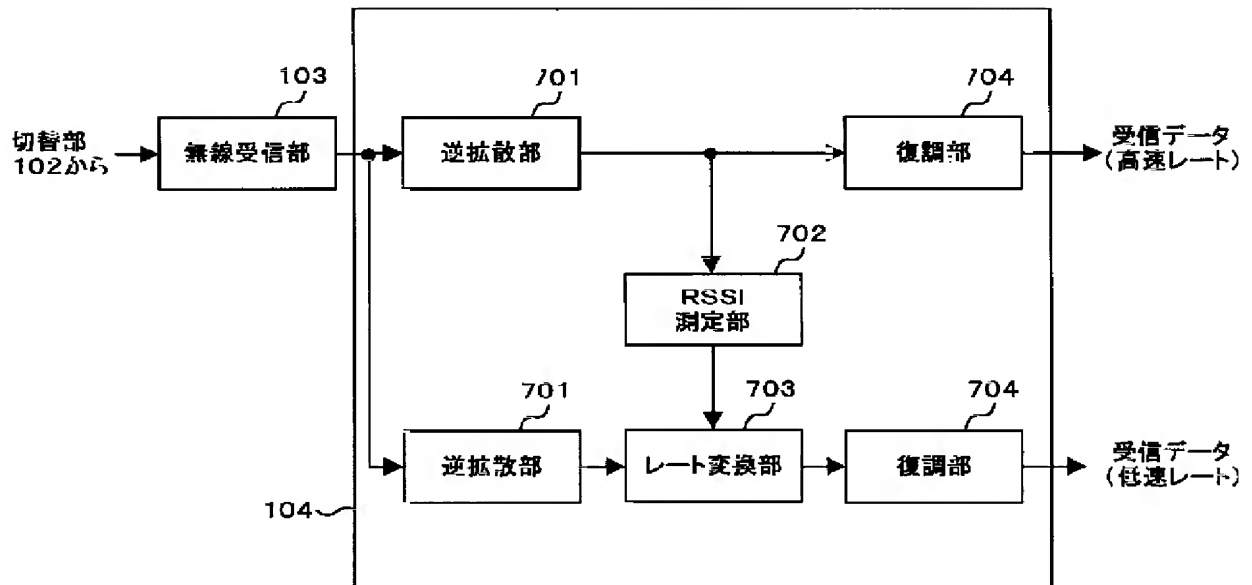 103
701
704
切替部
102から
無線受信部
逆拡散部
復調部
受信データ
(高速レート)
702
RSSI
測定部
701
703
704
逆拡散部
レート変換部
復調部
受信データ
(低速レート)
104